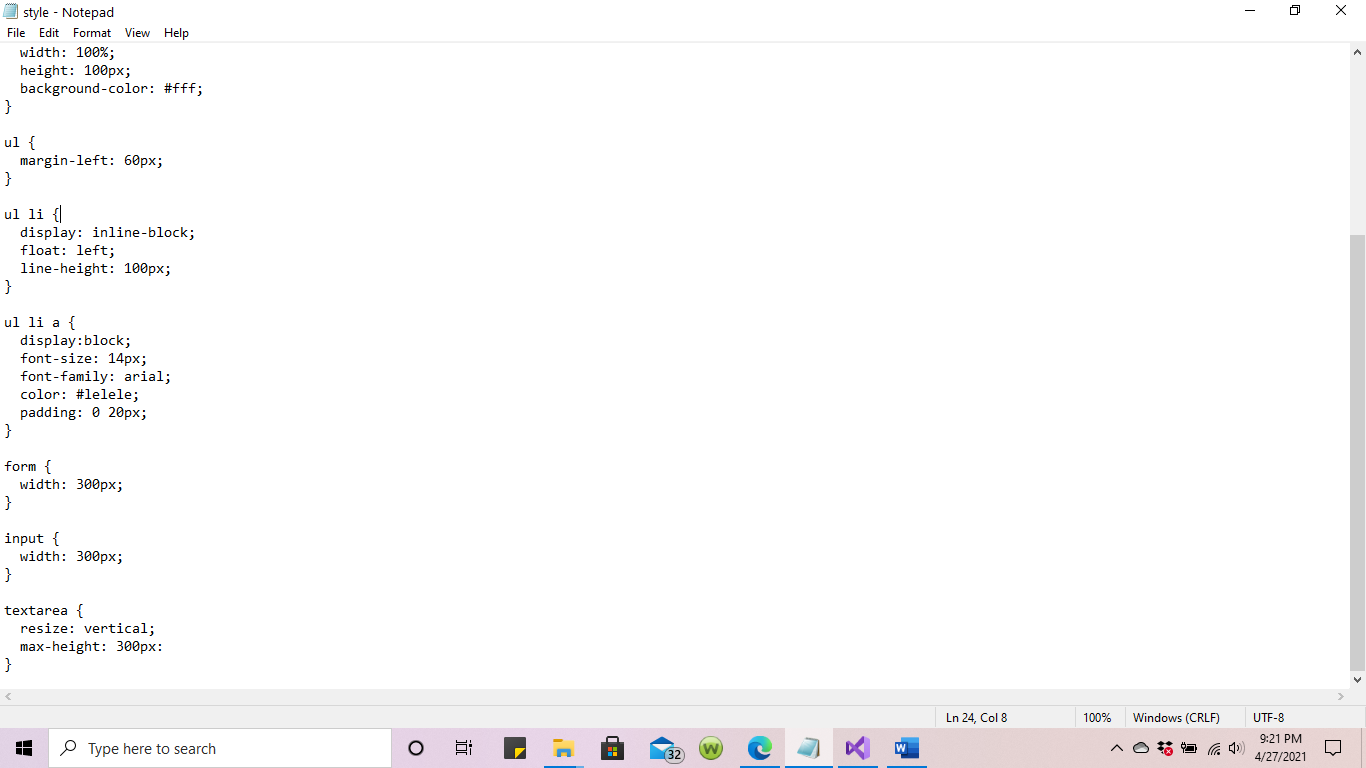 style - Notepad
File Edit Format View Help
  width: 100%;
  height: 100px;
  background-color: #fff;
}

ul {
  margin-left: 60px;
}

ul li {
  display: inline-block;
  float: left;
  line-height: 100px;
}

ul li a {
  display:block;
  font-size: 14px;
  font-family: arial;
  color: #lelele;
  padding: 0 20px;
}

form {
  width: 300px;
}

input {
  width: 300px;
}

textarea {
  resize: vertical;
  max-height: 300px:
}
Ln 24, Col 8 100% Windows (CRLF) UTF-8
Type here to search
32
W
W
9:21 PM
4/27/2021